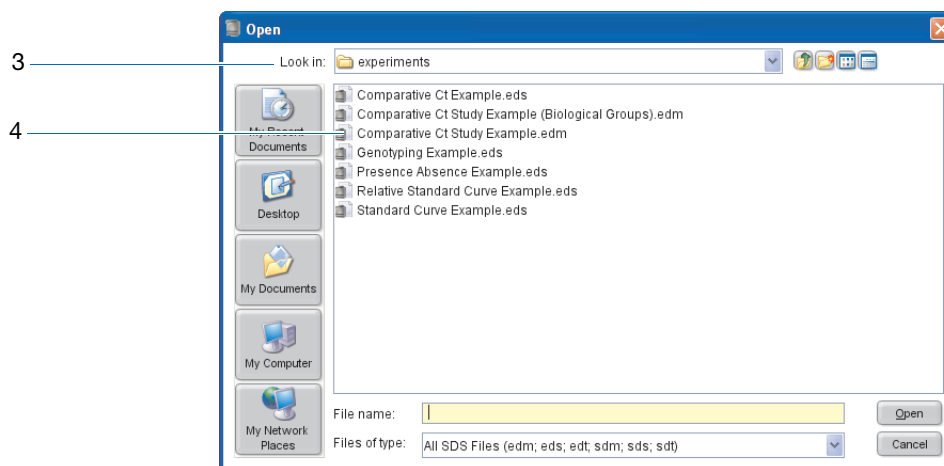 Open
3
Look in: experiments
Comparative Ct Example.eds
Comparative Ct Study Example (Biological Groups).edm
4
Comparative Ct Study Example.edm
Genotyping Example.eds
Presence Absence Example.eds
Relative Standard Curve Example.eds
Standard Curve Example.eds
My Recent
Documents
Desktop
My Documents
My Computer
My Network
Places
File name:
Open
Files of type: All SDS Files (edm; eds; edt; sdm; sds; sdt)
Cancel